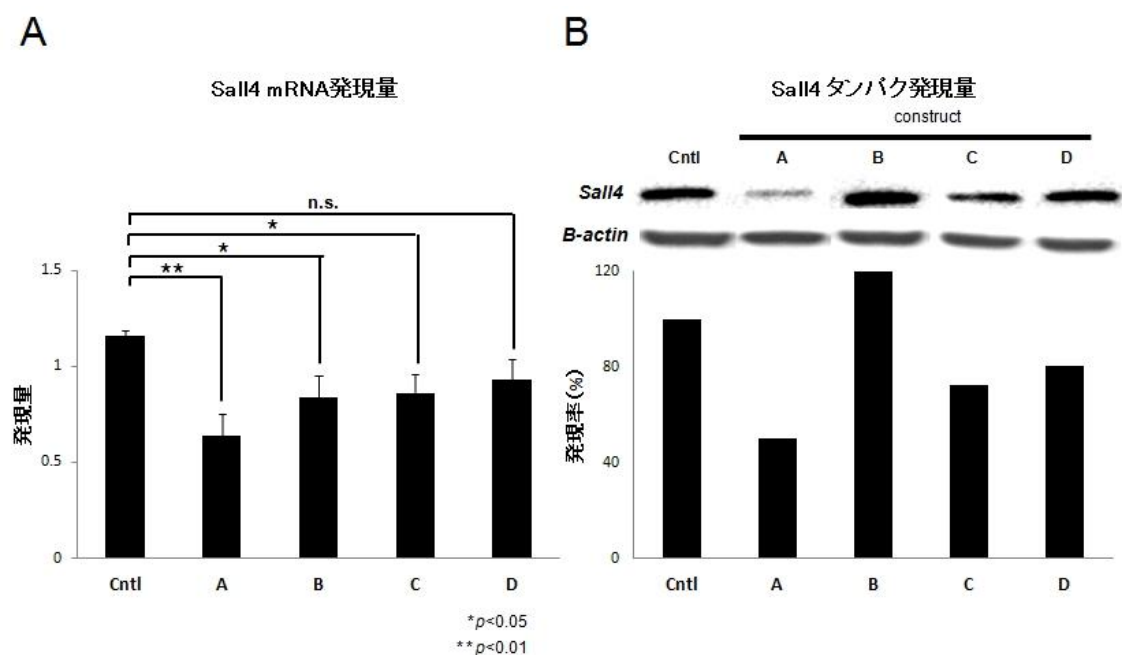 A
Sall4 mRNA発現量
n.s.
*
*
**
1.5
1
0.5
0
発現量
Cntl A B C D
*p<0.05
**p<0.01
B
Sall4 タンパク発現量
construct
Cntl A B C D
Sall4
B-actin
120
80
40
0
発現率(%)
Cntl A B C D